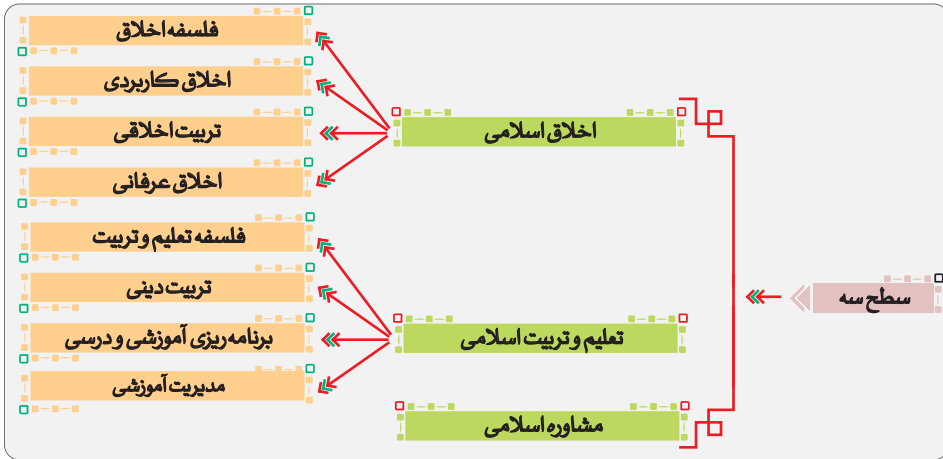 سطح سه
اخلاق اسلامی
فلسفه اخلاق
اخلاق کاربردی
تربیت اخلاقی
اخلاق عرفانی
تعلیم و تربیت اسلامی
فلسفه تعلیم و تربیت
تربیت دینی
برنامه ریزی آموزشی و درسی
مدیریت آموزشی
مشاوره اسلامی